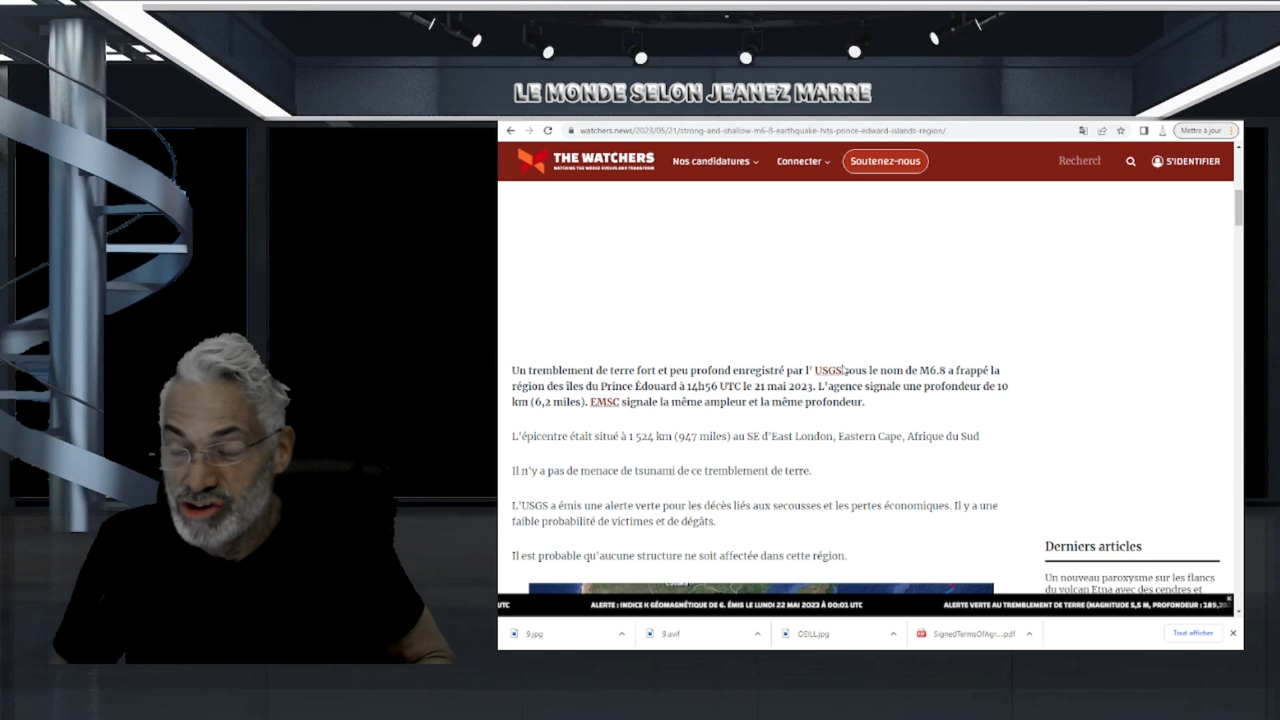 LE MONDE SELON JEANEZ MARRE
watchers.news/2023/05/21/strong-and-shallow-m6-8-earthquake-hits-prince-edward-islands-region/
Mettre à jour
THE WATCHERS
WATCHING THE WORLD EVOLVE AND TRANSFORM
Nos candidatures
Connecter
Soutenez-nous
Rechercl
S'IDENTIFIER
Un tremblement de terre fort et peu profond enregistré par l' USGS sous le nom de M6.8 a frappé la
région des îles du Prince Édouard à 14h56 UTC le 21 mai 2023. L'agence signale une profondeur de 10
km (6,2 miles). EMSC signale la même ampleur et la même profondeur.
L'épicentre était situé à 1 524 km (947 miles) au SE d'East London, Eastern Cape, Afrique du Sud
Il n'y a pas de menace de tsunami de ce tremblement de terre.
L'USGS a émis une alerte verte pour les décès liés aux secousses et les pertes économiques. Il y a une
faible probabilité de victimes et de dégâts.
Il est probable qu'aucune structure ne soit affectée dans cette région.
Derniers articles
Un nouveau paroxysme sur les flancs
du volcan Etna avec des cendres et
UTC ALERTE : INDICE K GÉOMAGNÉTIQUE DE 6. ÉMIS LE LUNDI 22 MAI 2023 À 00:01 UTC ALERTE VERTE AU TREMBLEMENT DE TERRE (MAGNITUDE 5,5 M, PROFONDEUR : 189,
9.jpg
9.avif
OEILL.jpg
SignedTermsOfAgr....pdf
Tout afficher